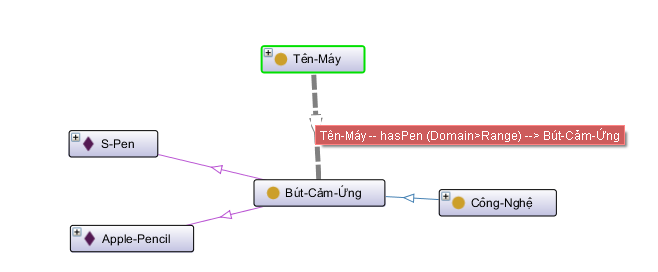 Tên-Máy
Tên-Máy -- hasPen (Domain>Range) --> Bút-Cảm-Ứng
S-Pen
Bút-Cảm-Ứng
Công-Nghệ
Apple-Pencil